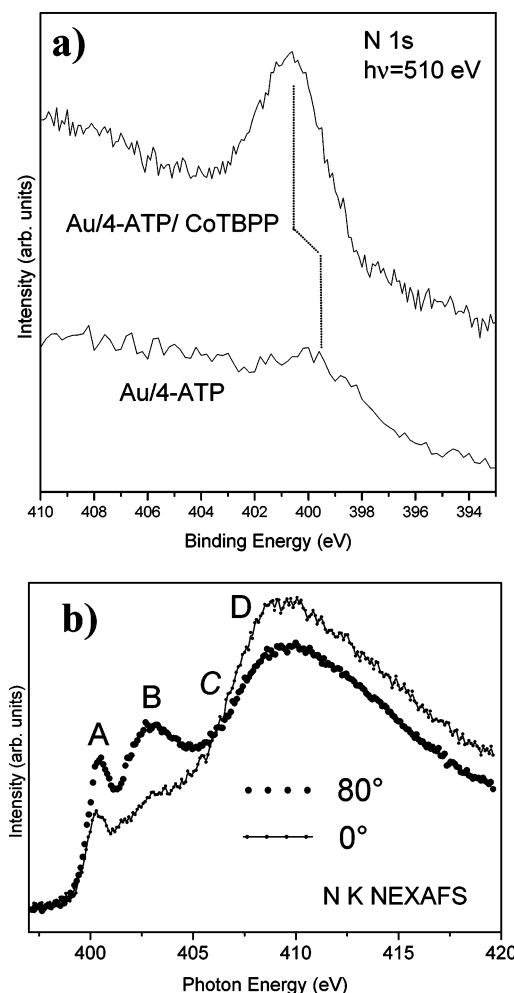 a)
N 1s
hν=510 eV
Au/4-ATP/ CoTBPP
Au/4-ATP
Intensity (arb. units)
410 408 406 404 402 400 398 396 394
Binding Energy (eV)
b)
A
B
C
D
80°
0°
N K NEXAFS
Intensity (arb. units)
400 405 410 415 420
Photon Energy (eV)